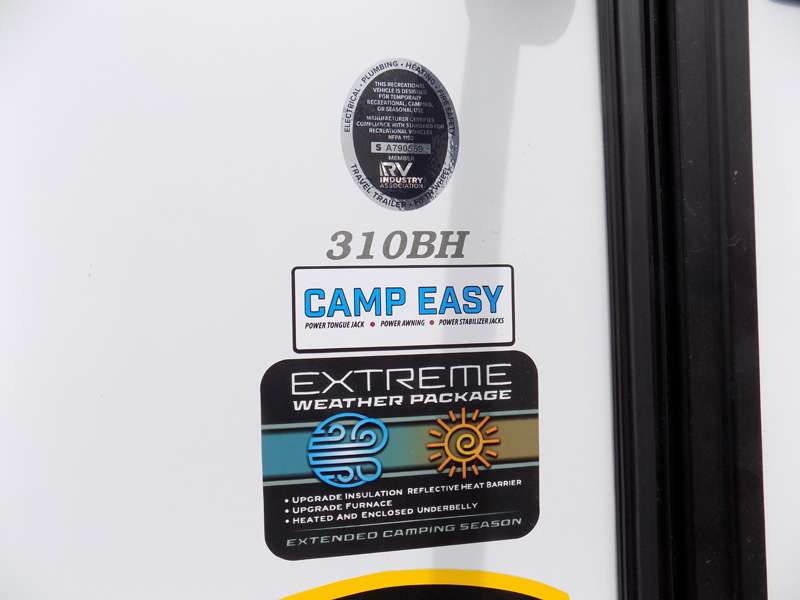 ELECTRICAL • PLUMBING • HEATING • FIRE SAFETY
THIS RECREATIONAL
VEHICLE IS DESIGNED
FOR TEMPORARY
RECREATIONAL, CAMPING,
OR SEASONAL USE
MANUFACTURER CERTIFIES
COMPLIANCE WITH STANDARD FOR
RECREATIONAL VEHICLES
NFPA 1192
S
MEMBER
RV
INDUSTRY
ASSOCIATION
TRAVEL TRAILER • FIFTH WHEEL
310BH
CAMP EASY
POWER TONGUE JACK • POWER AWNING • POWER STABILIZER JACKS
EXTREME
WEATHER PACKAGE
• UPGRADE INSULATION REFLECTIVE HEAT BARRIER
• UPGRADE FURNACE
• HEATED AND ENCLOSED UNDERBELLY
EXTENDED CAMPING SEASON